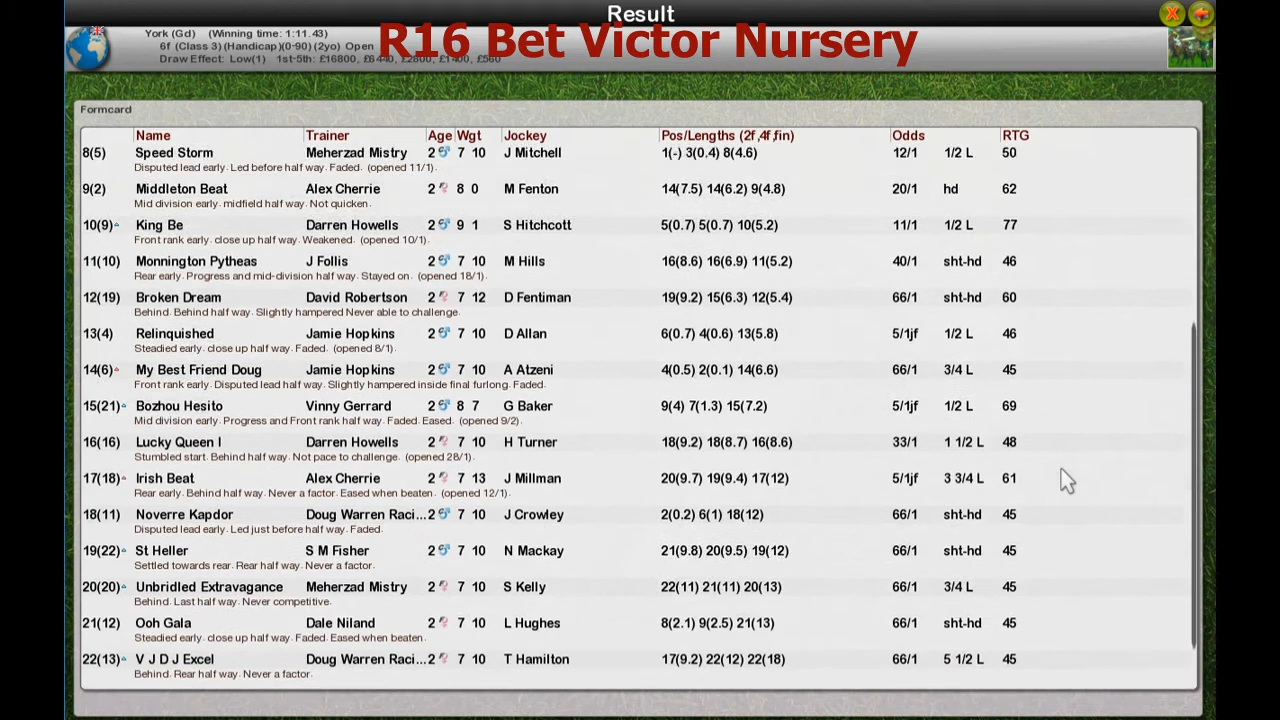 Result
R16 Bet Victor Nursery
York (Gd) (Winning time: 1:11.43)
6f (Class 3) (Handicap)(0-90) (2yo) Open
Draw Effect: Low(1) 1st-5th: £16800, £6440, £2800, £1400, £560
Formcard
Name Trainer Age Wgt Jockey Pos/Lengths (2f,4f,fin) Odds RTG
8(5) Speed Storm Meherzad Mistry 2 7 10 J Mitchell 1(-) 3(0.4) 8(4.6) 12/1 1/2 L 50
Disputed lead early. Led before half way. Faded. (opened 11/1).
9(2) Middleton Beat Alex Cherrie 2 8 0 M Fenton 14(7.5) 14(6.2) 9(4.8) 20/1 hd 62
Mid division early. midfield half way. Not quicken.
10(9) King Be Darren Howells 2 9 1 S Hitchcott 5(0.7) 5(0.7) 10(5.2) 11/1 1/2 L 77
Front rank early. close up half way. Weakened. (opened 10/1).
11(10) Monnington Pytheas J Follis 2 7 10 M Hills 16(8.6) 16(6.9) 11(5.2) 40/1 sht-hd 46
Rear early. Progress and mid-division half way. Stayed on. (opened 18/1).
12(19) Broken Dream David Robertson 2 7 12 D Fentiman 19(9.2) 15(6.3) 12(5.4) 66/1 sht-hd 60
Behind. Behind half way. Slightly hampered Never able to challenge.
13(4) Relinquished Jamie Hopkins 2 7 10 D Allan 6(0.7) 4(0.6) 13(5.8) 5/1jf 1/2 L 46
Steadied early. close up half way. Faded. (opened 8/1).
14(6) My Best Friend Doug Jamie Hopkins 2 7 10 A Atzeni 4(0.5) 2(0.1) 14(6.6) 66/1 3/4 L 45
Front rank early. Disputed lead half way. Slightly hampered inside final furlong. Faded.
15(21) Bozhou Hesito Vinny Gerrard 2 8 7 G Baker 9(4) 7(1.3) 15(7.2) 5/1jf 1/2 L 69
Mid division early. Progress and Front rank half way. Faded. Eased. (opened 9/2).
16(16) Lucky Queen I Darren Howells 2 7 10 H Turner 18(9.2) 18(8.7) 16(8.6) 33/1 1 1/2 L 48
Stumbled start. Behind half way. Not pace to challenge. (opened 28/1).
17(18) Irish Beat Alex Cherrie 2 7 13 J Millman 20(9.7) 19(9.4) 17(12) 5/1jf 3 3/4 L 61
Rear early. Behind half way. Never a factor. Eased when beaten. (opened 12/1).
18(11) Noverre Kapdor Doug Warren Raci... 2 7 10 J Crowley 2(0.2) 6(1) 18(12) 66/1 sht-hd 45
Disputed lead early. Led just before half way. Faded.
19(22) St Heller S M Fisher 2 7 10 N Mackay 21(9.8) 20(9.5) 19(12) 66/1 sht-hd 45
Settled towards rear. Rear half way. Never a factor.
20(20) Unbridled Extravagance Meherzad Mistry 2 7 10 S Kelly 22(11) 21(11) 20(13) 66/1 3/4 L 45
Behind. Last half way. Never competitive.
21(12) Ooh Gala Dale Niland 2 7 10 L Hughes 8(2.1) 9(2.5) 21(13) 66/1 sht-hd 45
Steadied early. close up half way. Faded. Eased when beaten.
22(13) V J D J Excel Doug Warren Raci... 2 7 10 T Hamilton 17(9.2) 22(12) 22(18) 66/1 5 1/2 L 45
Behind. Rear half way. Never a factor.